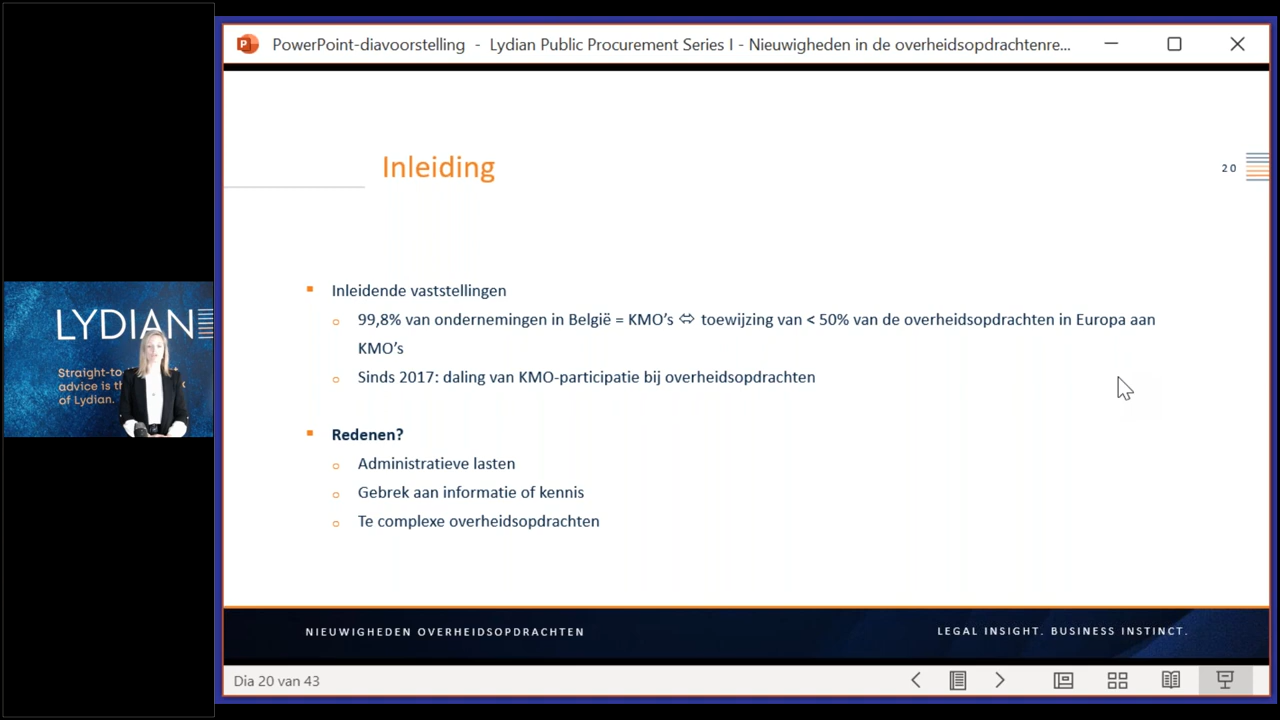 PowerPoint-diavoorstelling - Lydian Public Procurement Series I - Nieuwigheden in de overheidsopdrachtenre...
Inleiding
20
Inleidende vaststellingen
99,8% van ondernemingen in België = KMO's ⇔ toewijzing van < 50% van de overheidsopdrachten in Europa aan
KMO's
Sinds 2017: daling van KMO-participatie bij overheidsopdrachten
Redenen?
Administratieve lasten
Gebrek aan informatie of kennis
Te complexe overheidsopdrachten
LYDIAN
Straight-to
advice is th
of Lydian.
NIEUWIGHEDEN OVERHEIDSOPDRACHTEN
LEGAL INSIGHT. BUSINESS INSTINCT.
Dia 20 van 43